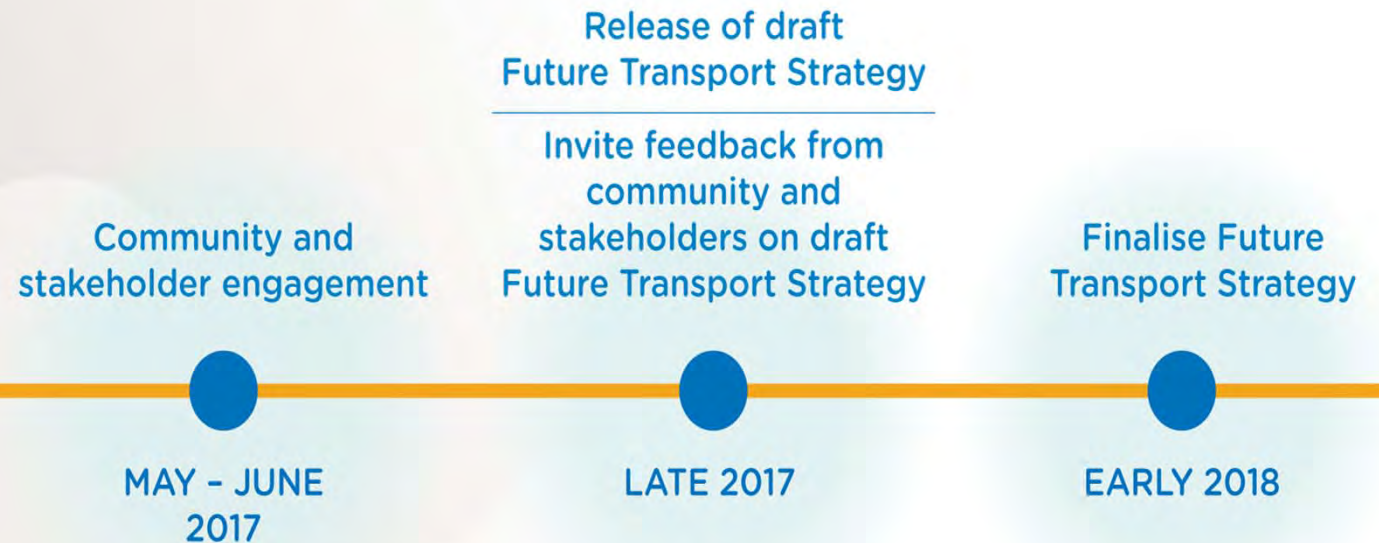 Community and
stakeholder engagement
MAY – JUNE
2017
Release of draft
Future Transport Strategy
Invite feedback from
community and
stakeholders on draft
Future Transport Strategy
LATE 2017
Finalise Future
Transport Strategy
EARLY 2018